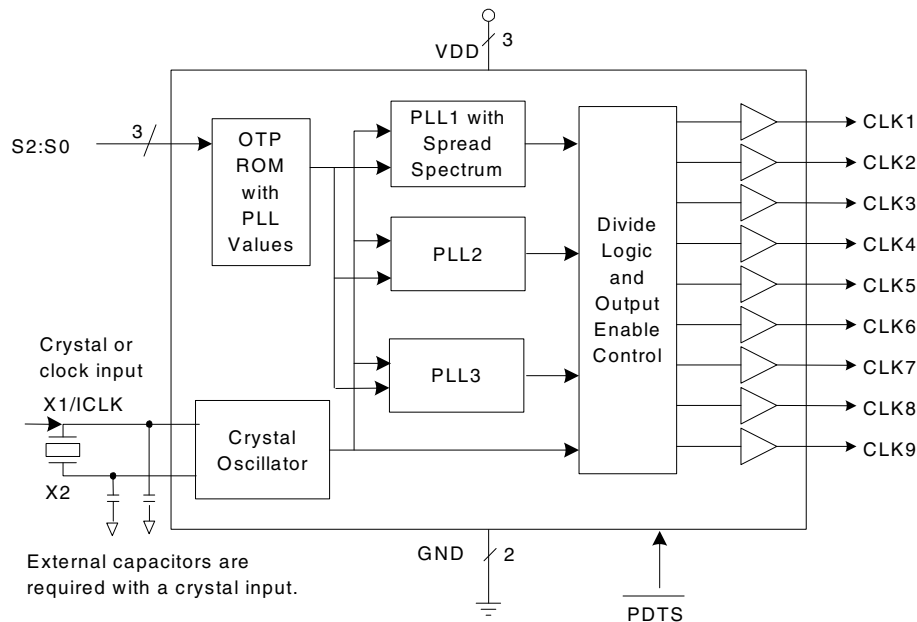 VDD
3
S2:S0
3
OTP
ROM
with
PLL
Values
PLL1 with
Spread
Spectrum
PLL2
PLL3
Divide
Logic
and
Output
Enable
Control
CLK1
CLK2
CLK3
CLK4
CLK5
CLK6
CLK7
CLK8
CLK9
Crystal or
clock input
X1/ICLK
Crystal
Oscillator
X2
External capacitors are
required with a crystal input.
GND
2
PDTS